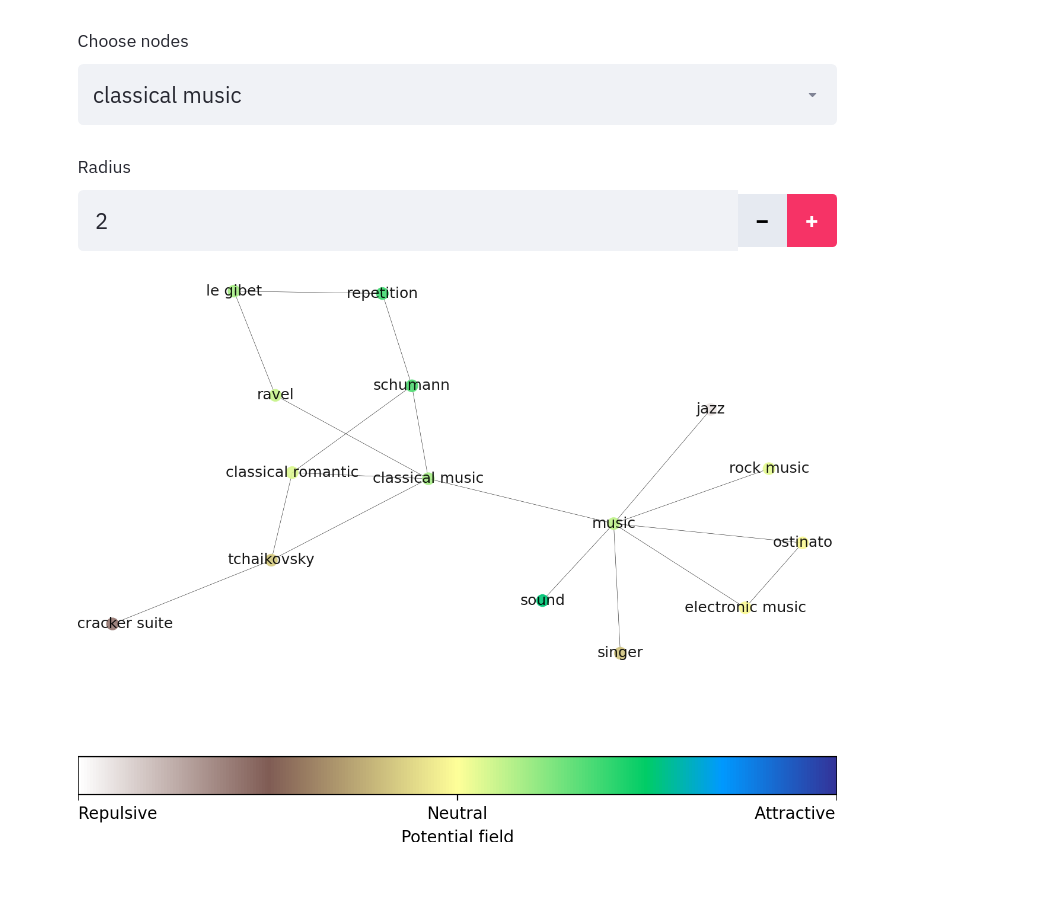 Choose nodes
classical music
Radius
2
− +
le gibet
repetition
schumann
ravel
jazz
classical romantic
classical music
rock music
music
ostinato
tchaikovsky
sound
electronic music
cracker suite
singer
Repulsive
Neutral
Attractive
Potential field